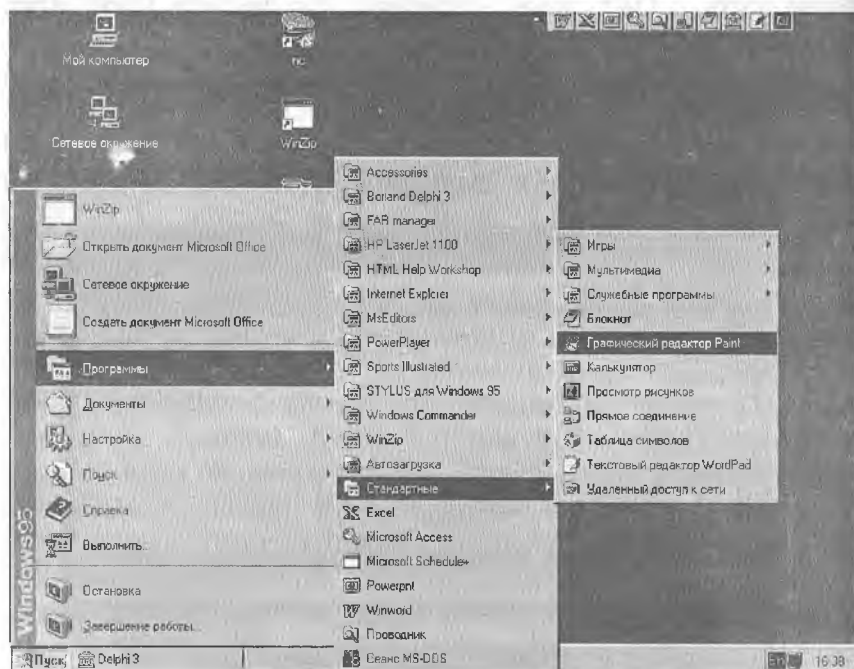 Мой компьютер
nc
Сетевое окружение
WinZip
WinZip
Открыть документ Microsoft Office
Сетевое окружение
Создать документ Microsoft Office
Программы
Документы
Настройка
Поиск
Справка
Выполнить...
Остановка
Завершение работы...
Windows95
Accessories
Borland Delphi 3
FAR manager
HP LaserJet 1100
HTML Help Workshop
Internet Explorer
MsEditors
PowerPlayer
Sports Illustrated
STYLUS для Windows 95
Windows Commander
WinZip
Автозагрузка
Стандартные
Excel
Microsoft Access
Microsoft Schedule+
Powerpnt
Winword
Проводник
Сеанс MS-DOS
Игры
Мультимедиа
Служебные программы
Блокнот
Графический редактор Paint
Калькулятор
Просмотр рисунков
Прямое соединение
Таблица символов
Текстовый редактор WordPad
Удаленный доступ к сети
Пуск
Delphi 3
En
16:38